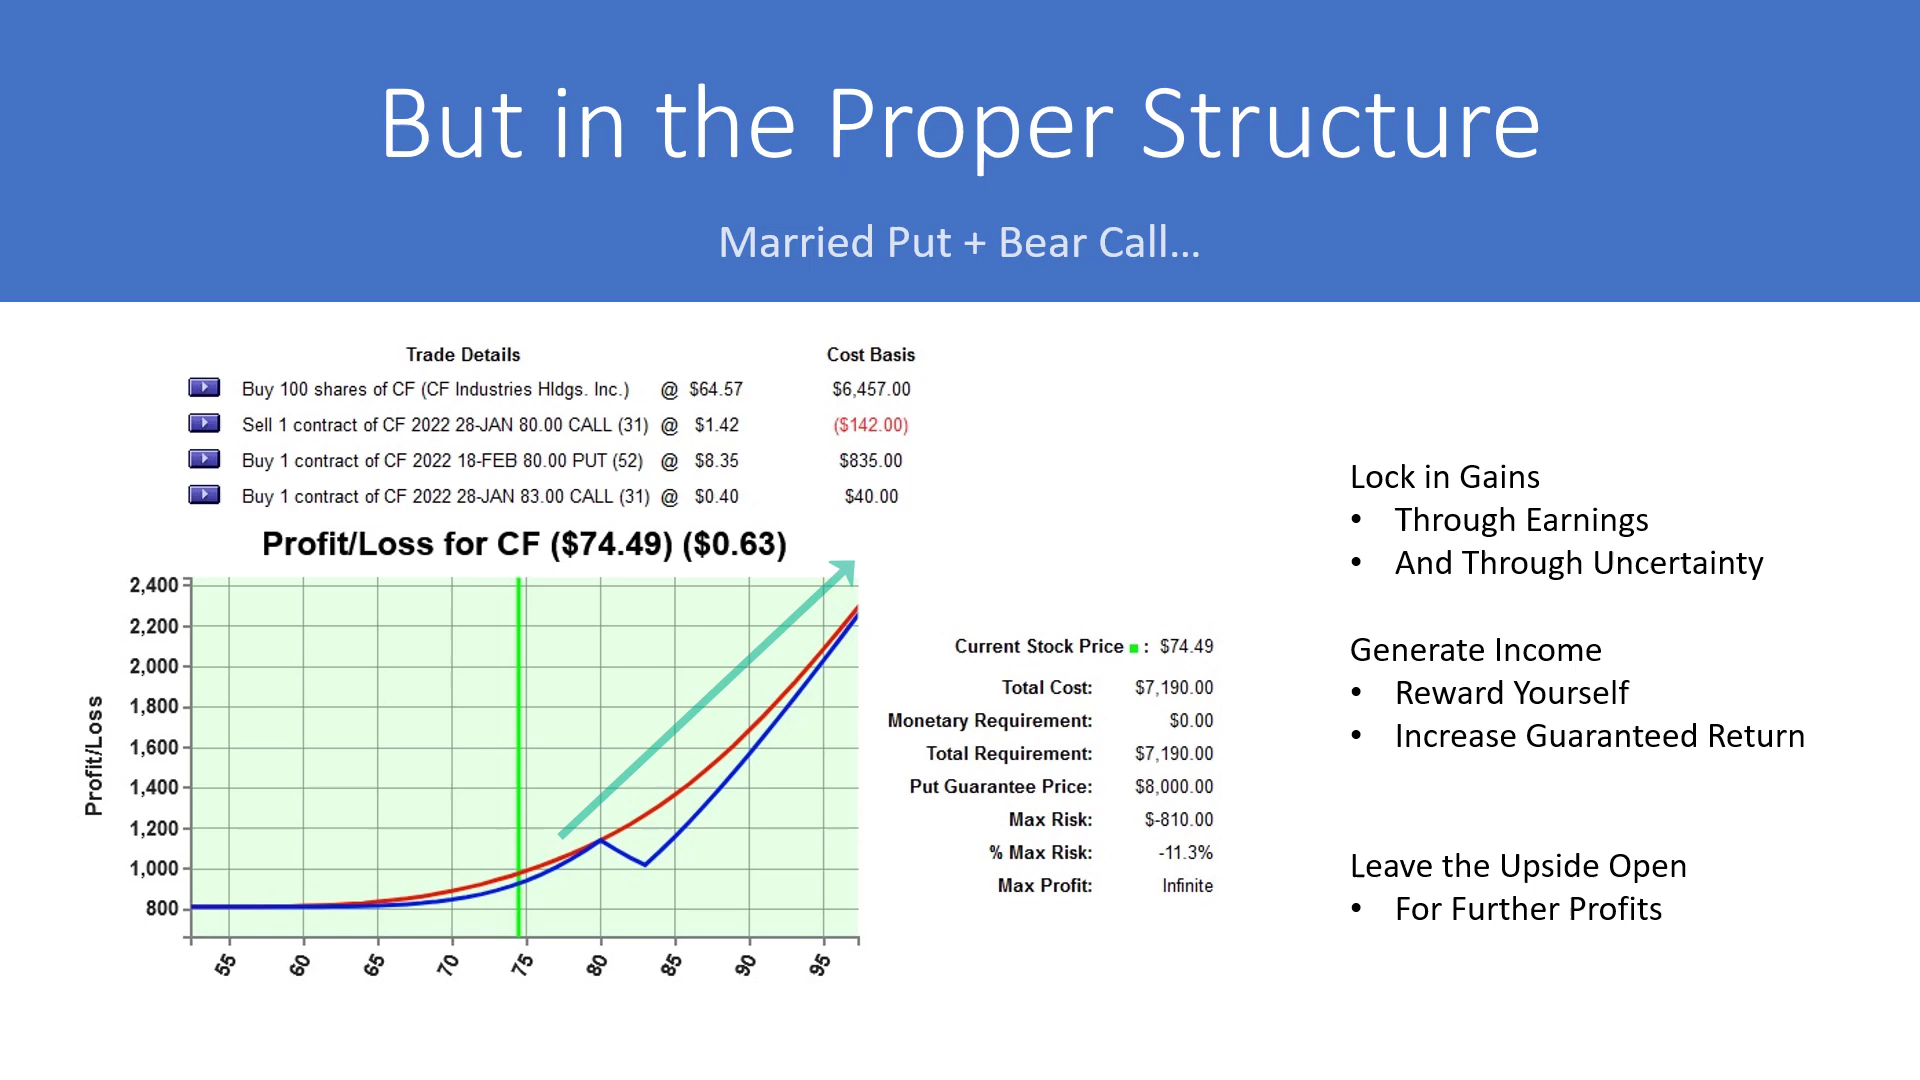 But in the Proper Structure
Married Put + Bear Call...
Trade Details Cost Basis
Buy 100 shares of CF (CF Industries Hldgs. Inc.) @ $64.57 $6,457.00
Sell 1 contract of CF 2022 28-JAN 80.00 CALL (31) @ $1.42 ($142.00)
Buy 1 contract of CF 2022 18-FEB 80.00 PUT (52) @ $8.35 $835.00
Buy 1 contract of CF 2022 28-JAN 83.00 CALL (31) @ $0.40 $40.00
Profit/Loss for CF ($74.49) ($0.63)
Profit/Loss
2,400
2,200
2,000
1,800
1,600
1,400
1,200
1,000
800
55 60 65 70 75 80 85 90 95
Current Stock Price : $74.49
Total Cost: $7,190.00
Monetary Requirement: $0.00
Total Requirement: $7,190.00
Put Guarantee Price: $8,000.00
Max Risk: $-810.00
% Max Risk: -11.3%
Max Profit: Infinite
Lock in Gains
• Through Earnings
• And Through Uncertainty
Generate Income
• Reward Yourself
• Increase Guaranteed Return
Leave the Upside Open
• For Further Profits